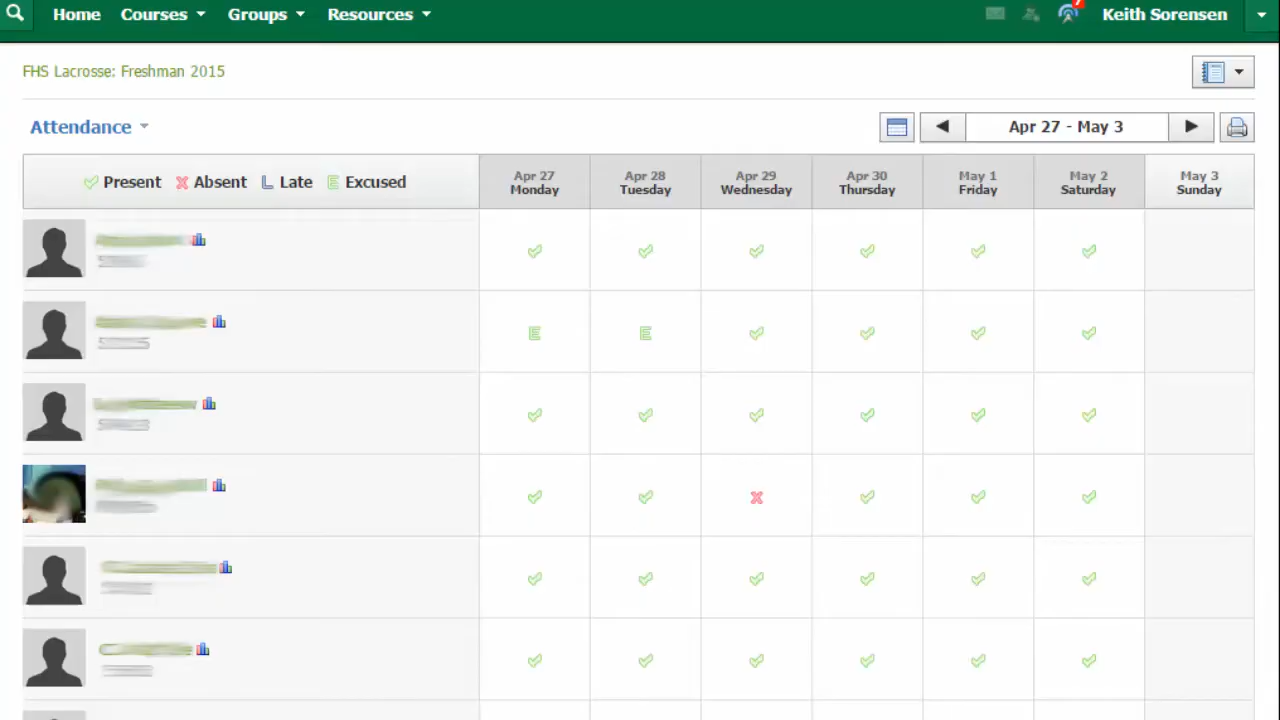 Home Courses Groups Resources 7 Keith Sorensen
FHS Lacrosse: Freshman 2015
Attendance Apr 27 - May 3
Present Absent Late Excused
Apr 27 Apr 28 Apr 29 Apr 30 May 1 May 2 May 3
Monday Tuesday Wednesday Thursday Friday Saturday Sunday
E E